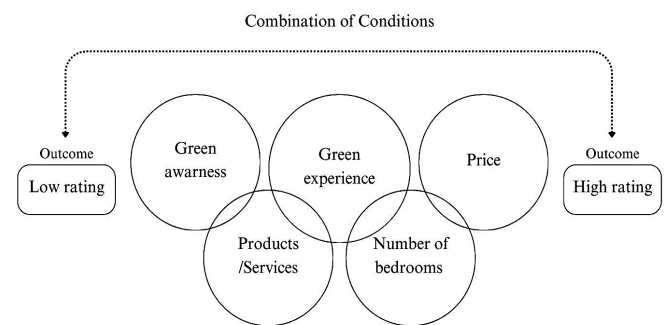 Combination of Conditions
Outcome
Low rating
Green
awarness
Green
experience
Price
Outcome
High rating
Products
/Services
Number of
bedrooms